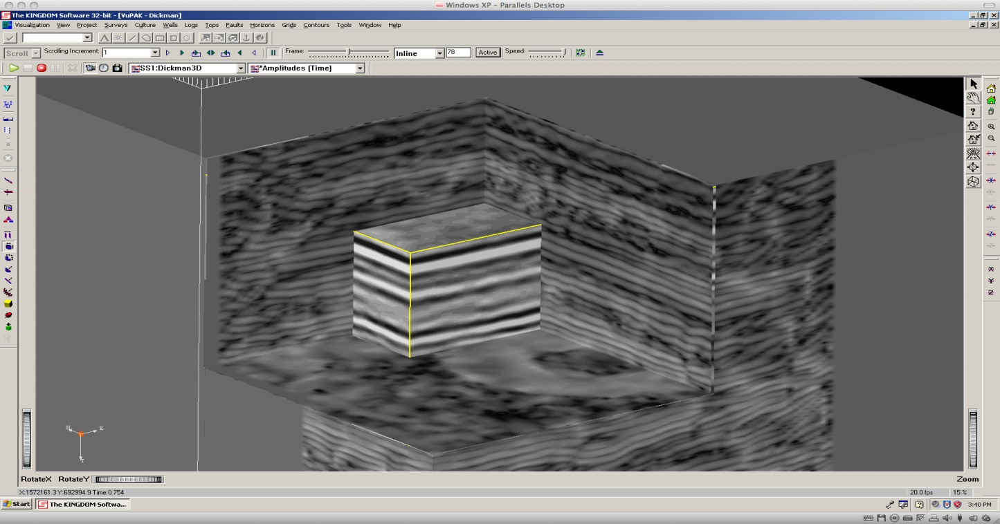 Windows XP - Parallels Desktop
The KINGDOM Software 32-bit - [VuPAK - Dickman]
Visualization View Project Surveys Culture Wells Logs Tops Faults Horizons Grids Contours Tools Window Help
Scroll Scrolling Increment: 1 Frame: Inline 78 Active Speed:
SS1:Dickman3D *Amplitudes (Time)
N E
T
RotateX RotateY Zoom
X:1572161.3 Y:692994.9 Time:0.754 20.0 fps 15 %
Start The KINGDOM Softwa... 3:40 PM